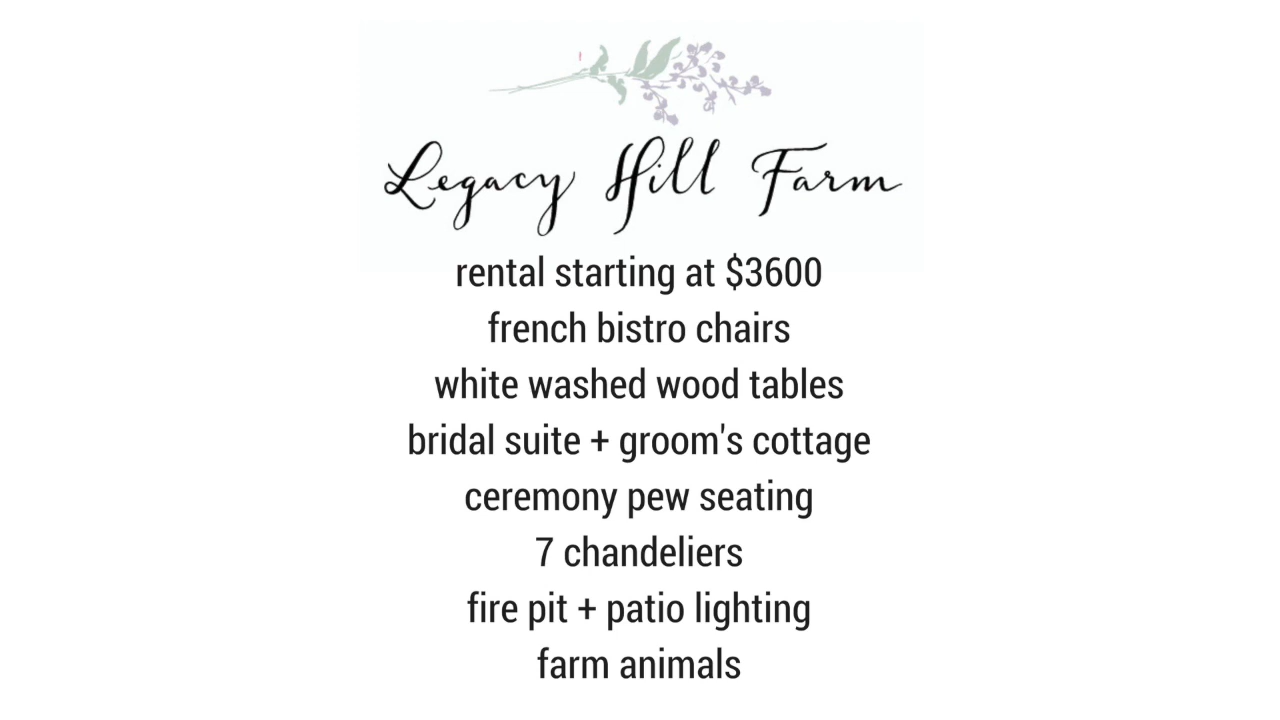 Legacy Hill Farm
rental starting at $3600
french bistro chairs
white washed wood tables
bridal suite + groom's cottage
ceremony pew seating
7 chandeliers
fire pit + patio lighting
farm animals